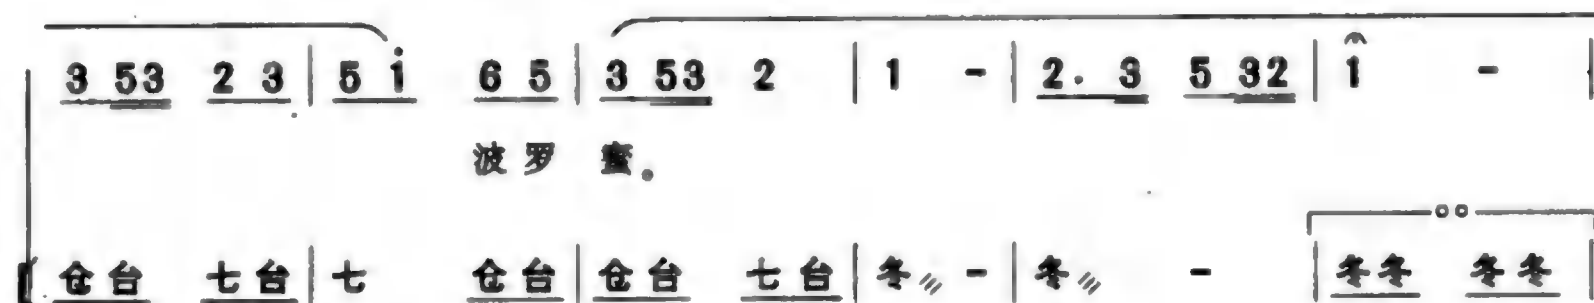 3 53 2 3 | 5 i 6 5 | 3 53 2 | 1 - | 2. 3 5 32 | 1 - |
波罗蜜。
仓台 七台 | 七 仓台 | 仓台 七台 | 冬 - | 冬 - | 冬冬 冬冬 |